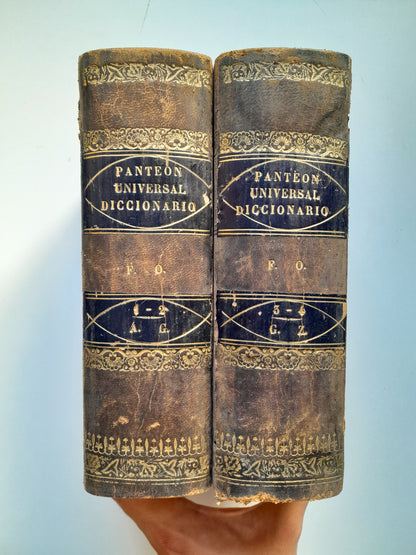 PANTEON
UNIVERSAL
DICCIONARIO
F. O.
1-2
A. G.
PANTEON
UNIVERSAL
DICCIONARIO
F. O.
3-4
G. Z.